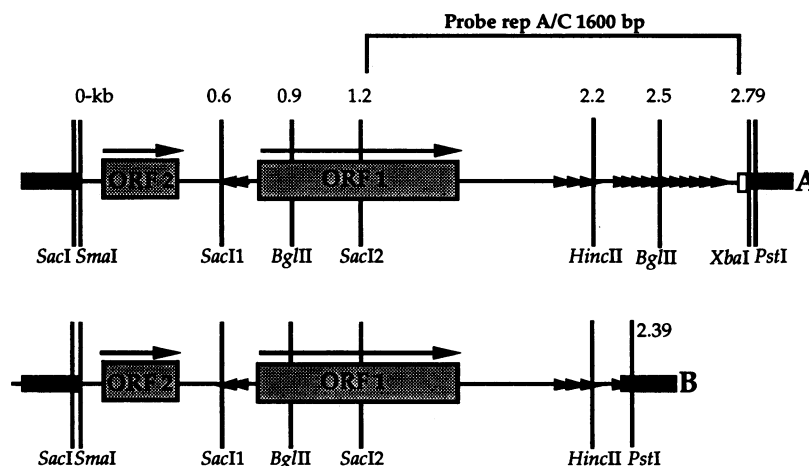 Probe rep A/C 1600 bp
0-kb 0.6 0.9 1.2 2.2 2.5 2.79
ORF 2 ORF 1 A
SacI SmaI SacI1 BglII SacI2 HincII BglII XbaI PstI
2.39
ORF 2 ORF 1 B
SacI SmaI SacI1 BglII SacI2 HincII PstI